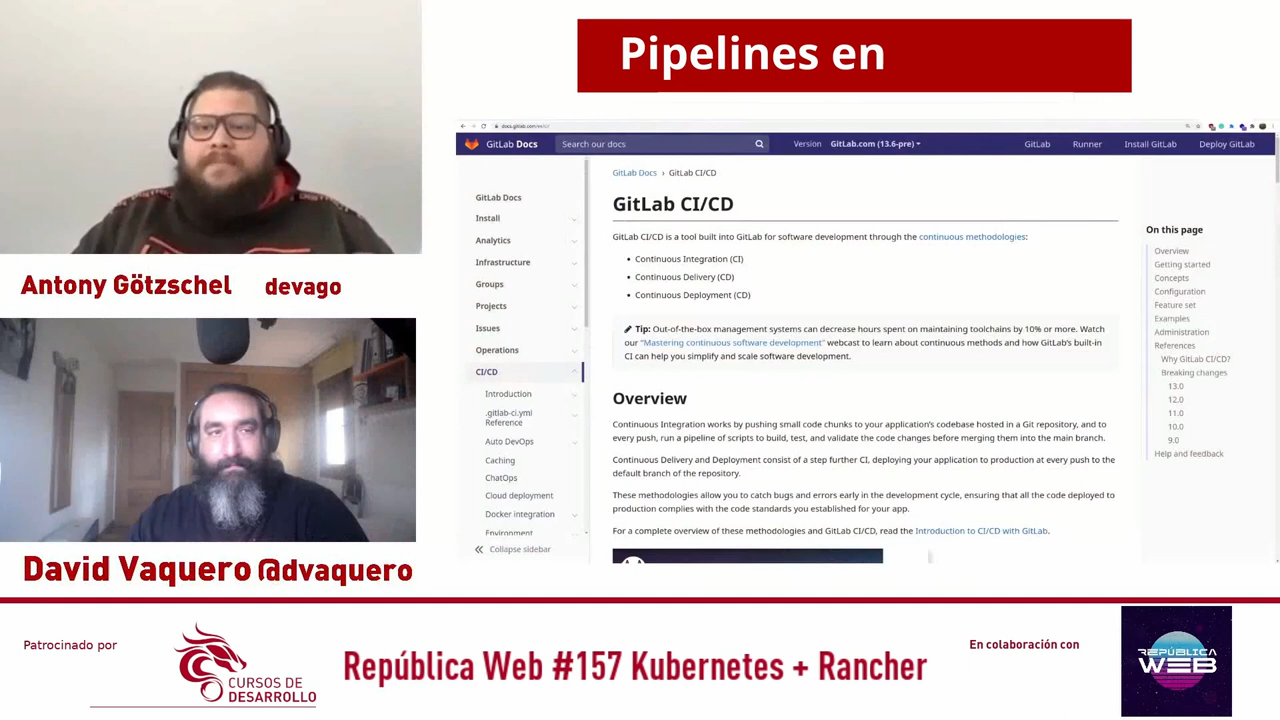 Pipelines en
docs.gitlab.com/ee/ci/
GitLab Docs
Search our docs
Version GitLab.com (13.6-pre)
GitLab
Runner
Install GitLab
Deploy GitLab
GitLab Docs
Install
Analytics
Infrastructure
Groups
Projects
Issues
Operations
CI/CD
Introduction
.gitlab-ci.yml
Reference
Auto DevOps
Caching
ChatOps
Cloud deployment
Docker integration
Environment
Collapse sidebar
GitLab Docs › GitLab CI/CD
GitLab CI/CD
GitLab CI/CD is a tool built into GitLab for software development through the continuous methodologies:
• Continuous Integration (CI)
• Continuous Delivery (CD)
• Continuous Deployment (CD)
Tip: Out-of-the-box management systems can decrease hours spent on maintaining toolchains by 10% or more. Watch
our "Mastering continuous software development" webcast to learn about continuous methods and how GitLab's built-in
CI can help you simplify and scale software development.
Overview
Continuous Integration works by pushing small code chunks to your application's codebase hosted in a Git repository, and to
every push, run a pipeline of scripts to build, test, and validate the code changes before merging them into the main branch.
Continuous Delivery and Deployment consist of a step further CI, deploying your application to production at every push to the
default branch of the repository.
These methodologies allow you to catch bugs and errors early in the development cycle, ensuring that all the code deployed to
production complies with the code standards you established for your app.
For a complete overview of these methodologies and GitLab CI/CD, read the Introduction to CI/CD with GitLab.
On this page
Overview
Getting started
Concepts
Configuration
Feature set
Examples
Administration
References
Why GitLab CI/CD?
Breaking changes
13.0
12.0
11.0
10.0
9.0
Help and feedback
Antony Götzschel devago
David Vaquero @dvaquero
Patrocinado por
CURSOS DE
DESARROLLO
República Web #157 Kubernetes + Rancher
En colaboración con
REPÚBLICA
WEB